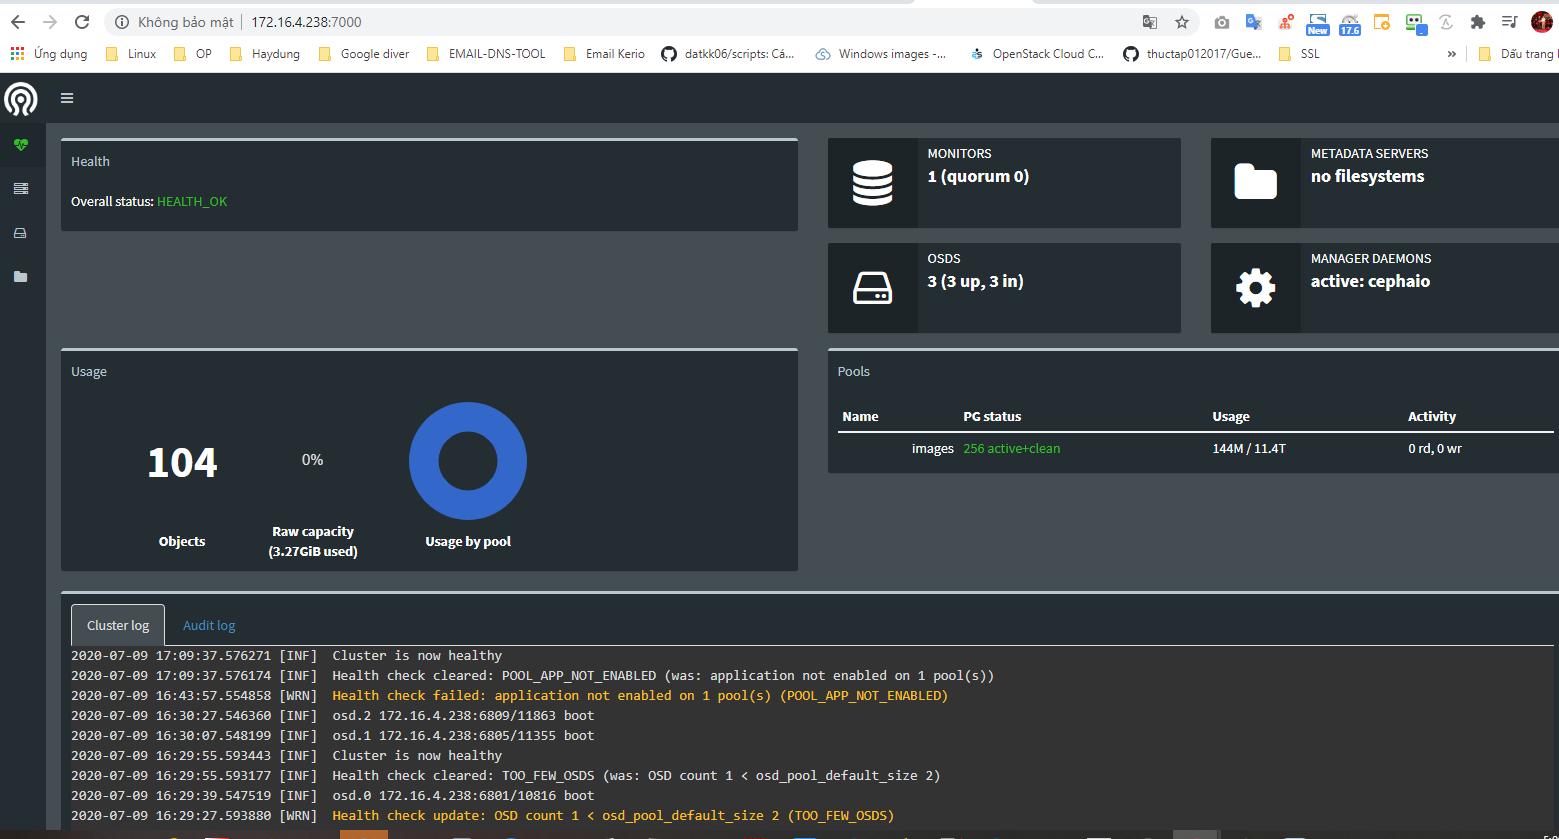 Không bảo mật 172.16.4.238:7000
New 17.6
Ứng dụng Linux OP Haydung Google diver EMAIL-DNS-TOOL Email Kerio datkk06/scripts: Cá... Windows images -... OpenStack Cloud C... thuctap012017/Gue... SSL » Dấu trang
Health
Overall status: HEALTH_OK
MONITORS
1 (quorum 0)
METADATA SERVERS
no filesystems
OSDS
3 (3 up, 3 in)
MANAGER DAEMONS
active: cephaio
Usage
104
Objects
0%
Raw capacity
(3.27GiB used)
Usage by pool
Pools
Name PG status Usage Activity
images 256 active+clean 144M / 11.4T 0 rd, 0 wr
Cluster log Audit log
2020-07-09 17:09:37.576271 [INF] Cluster is now healthy
2020-07-09 17:09:37.576174 [INF] Health check cleared: POOL_APP_NOT_ENABLED (was: application not enabled on 1 pool(s))
2020-07-09 16:43:57.554858 [WRN] Health check failed: application not enabled on 1 pool(s) (POOL_APP_NOT_ENABLED)
2020-07-09 16:30:27.546360 [INF] osd.2 172.16.4.238:6809/11863 boot
2020-07-09 16:30:07.548199 [INF] osd.1 172.16.4.238:6805/11355 boot
2020-07-09 16:29:55.593443 [INF] Cluster is now healthy
2020-07-09 16:29:55.593177 [INF] Health check cleared: TOO_FEW_OSDS (was: OSD count 1 < osd_pool_default_size 2)
2020-07-09 16:29:39.547519 [INF] osd.0 172.16.4.238:6801/10816 boot
2020-07-09 16:29:27.593880 [WRN] Health check update: OSD count 1 < osd_pool_default_size 2 (TOO_FEW_OSDS)